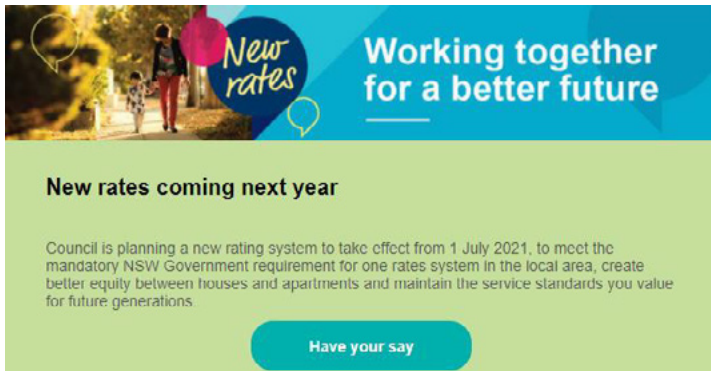 New
rates
Working together
for a better future
New rates coming next year
Council is planning a new rating system to take effect from 1 July 2021, to meet the
mandatory NSW Government requirement for one rates system in the local area, create
better equity between houses and apartments and maintain the service standards you value
for future generations.
Have your say